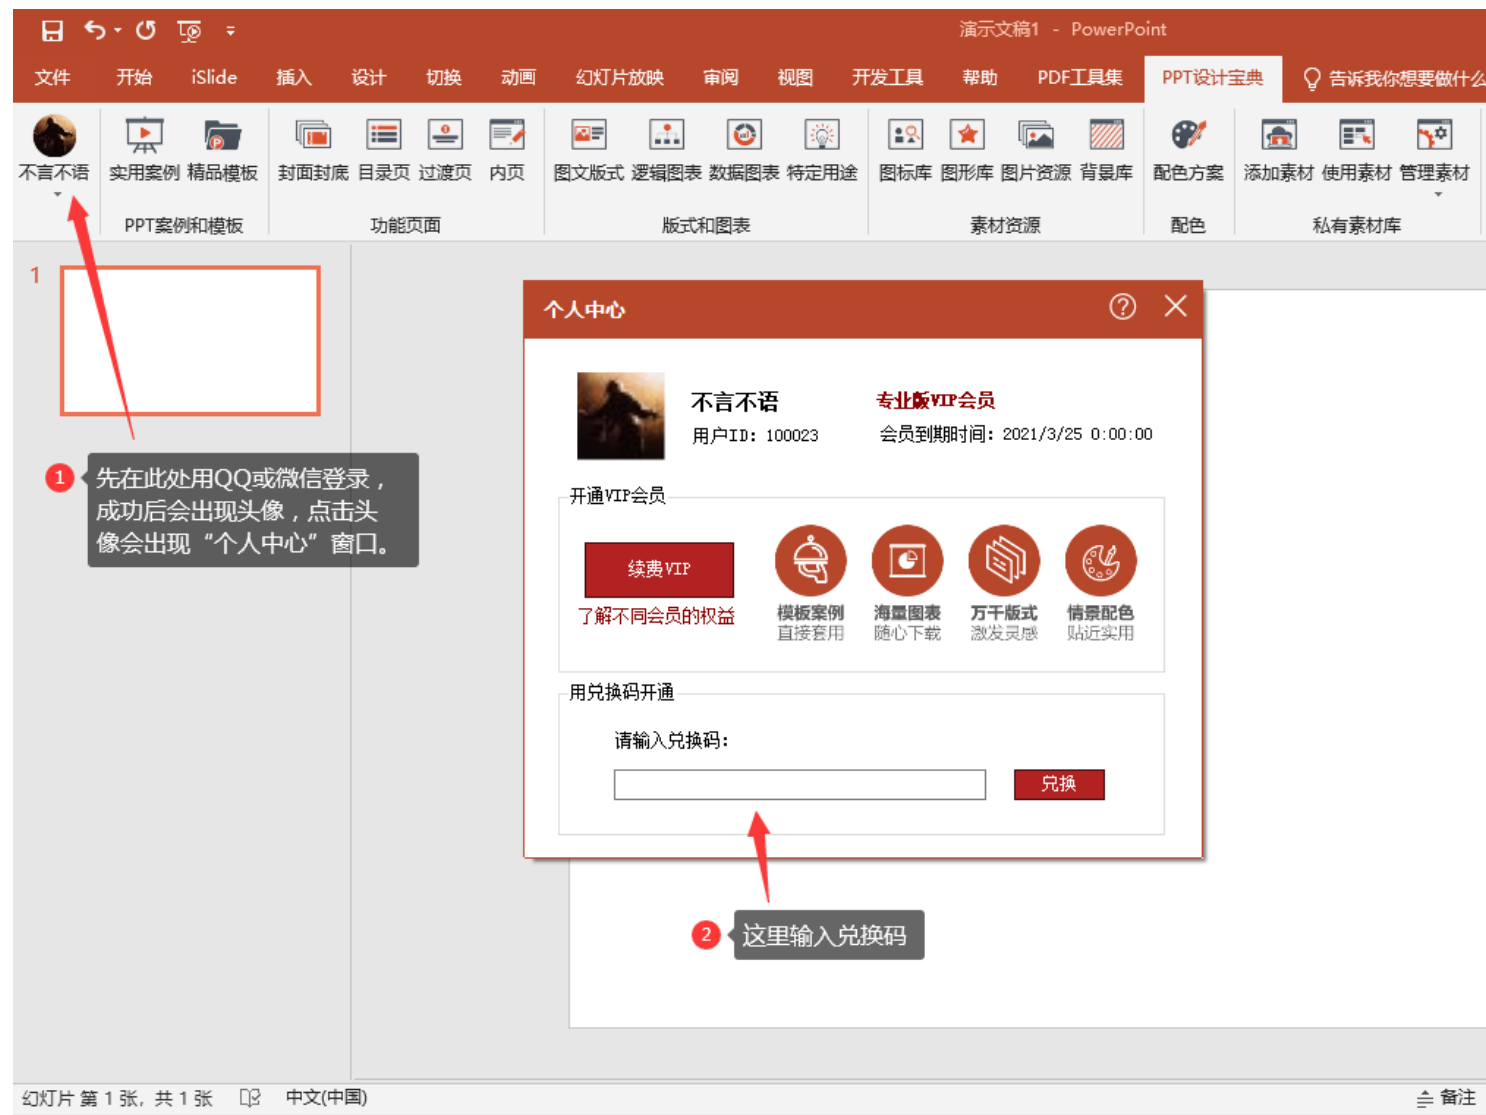 演示文稿1 - PowerPoint
文件 开始 iSlide 插入 设计 切换 动画 幻灯片放映 审阅 视图 开发工具 帮助 PDF工具集 PPT设计宝典 告诉我你想要做什么
不言不语 实用案例 精品模板 封面封底 目录页 过渡页 内页 图文版式 逻辑图表 数据图表 特定用途 图标库 图形库 图片资源 背景库 配色方案 添加素材 使用素材 管理素材
PPT案例和模板 功能页面 版式和图表 素材资源 配色 私有素材库
1
个人中心
不言不语 专业版VIP会员
用户ID: 100023 会员到期时间: 2021/3/25 0:00:00
1 先在此处用QQ或微信登录，
成功后会出现头像，点击头
像会出现“个人中心”窗口。
开通VIP会员
续费VIP
了解不同会员的权益
模板案例 海量图表 万千版式 情景配色
直接套用 随心下载 激发灵感 贴近实用
用兑换码开通
请输入兑换码:
兑换
2 这里输入兑换码
幻灯片 第 1 张, 共 1 张 中文(中国) 备注